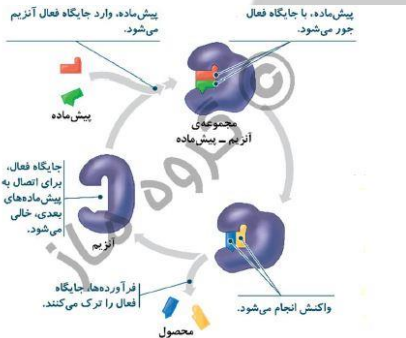 پیش‌ماده، وارد جایگاه فعال آنزیم
می‌شود.
پیش‌ماده، با جایگاه فعال
جور می‌شود.
پیش‌ماده
مجموعه‌ی
آنزیم – پیش‌ماده
جایگاه فعال،
برای اتصال به
پیش‌ماده‌های
بعدی، خالی
می‌شود.
آنزیم
فرآورده‌ها، جایگاه
فعال را ترک می‌کنند.
واکنش انجام می‌شود.
محصول
© گروه ماز